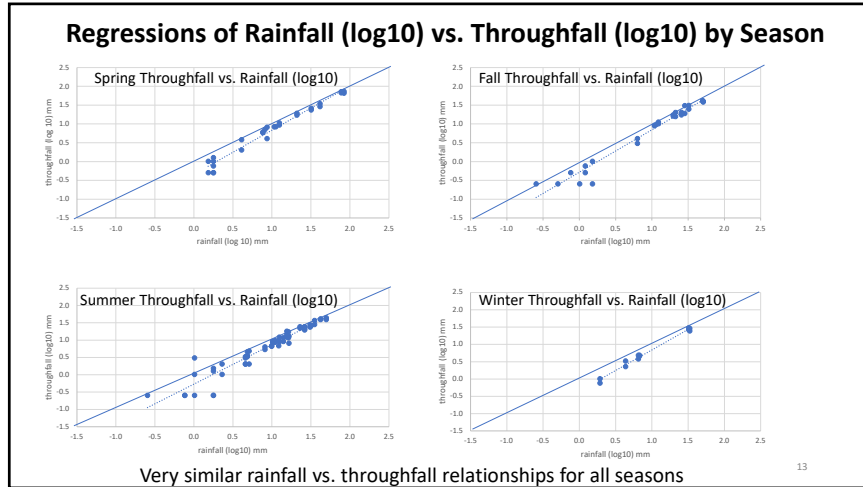 Regressions of Rainfall (log10) vs. Throughfall (log10) by Season
Spring Throughfall vs. Rainfall (log10)
throughfall (log 10) mm
2.5
2.0
1.5
1.0
0.5
0.0
-0.5
-1.0
-1.5
-1.5 -1.0 -0.5 0.0 0.5 1.0 1.5 2.0 2.5
rainfall (log 10) mm
Fall Throughfall vs. Rainfall (log10)
throughfall (log10) mm
2.5
2.0
1.5
1.0
0.5
0.0
-0.5
-1.0
-1.5
-1.5 -1.0 -0.5 0.0 0.5 1.0 1.5 2.0 2.5
rainfall (log10) mm
Summer Throughfall vs. Rainfall (log10)
throughfall (log10) mm
2.5
2.0
1.5
1.0
0.5
0.0
-0.5
-1.0
-1.5
-1.5 -1.0 -0.5 0.0 0.5 1.0 1.5 2.0 2.5
rainfall (log10) mm
Winter Throughfall vs. Rainfall (log10)
throughfall (log10) mm
2.5
2.0
1.5
1.0
0.5
0.0
-0.5
-1.0
-1.5
-1.5 -1.0 -0.5 0.0 0.5 1.0 1.5 2.0 2.5
rainfall (log10) mm
Very similar rainfall vs. throughfall relationships for all seasons
13